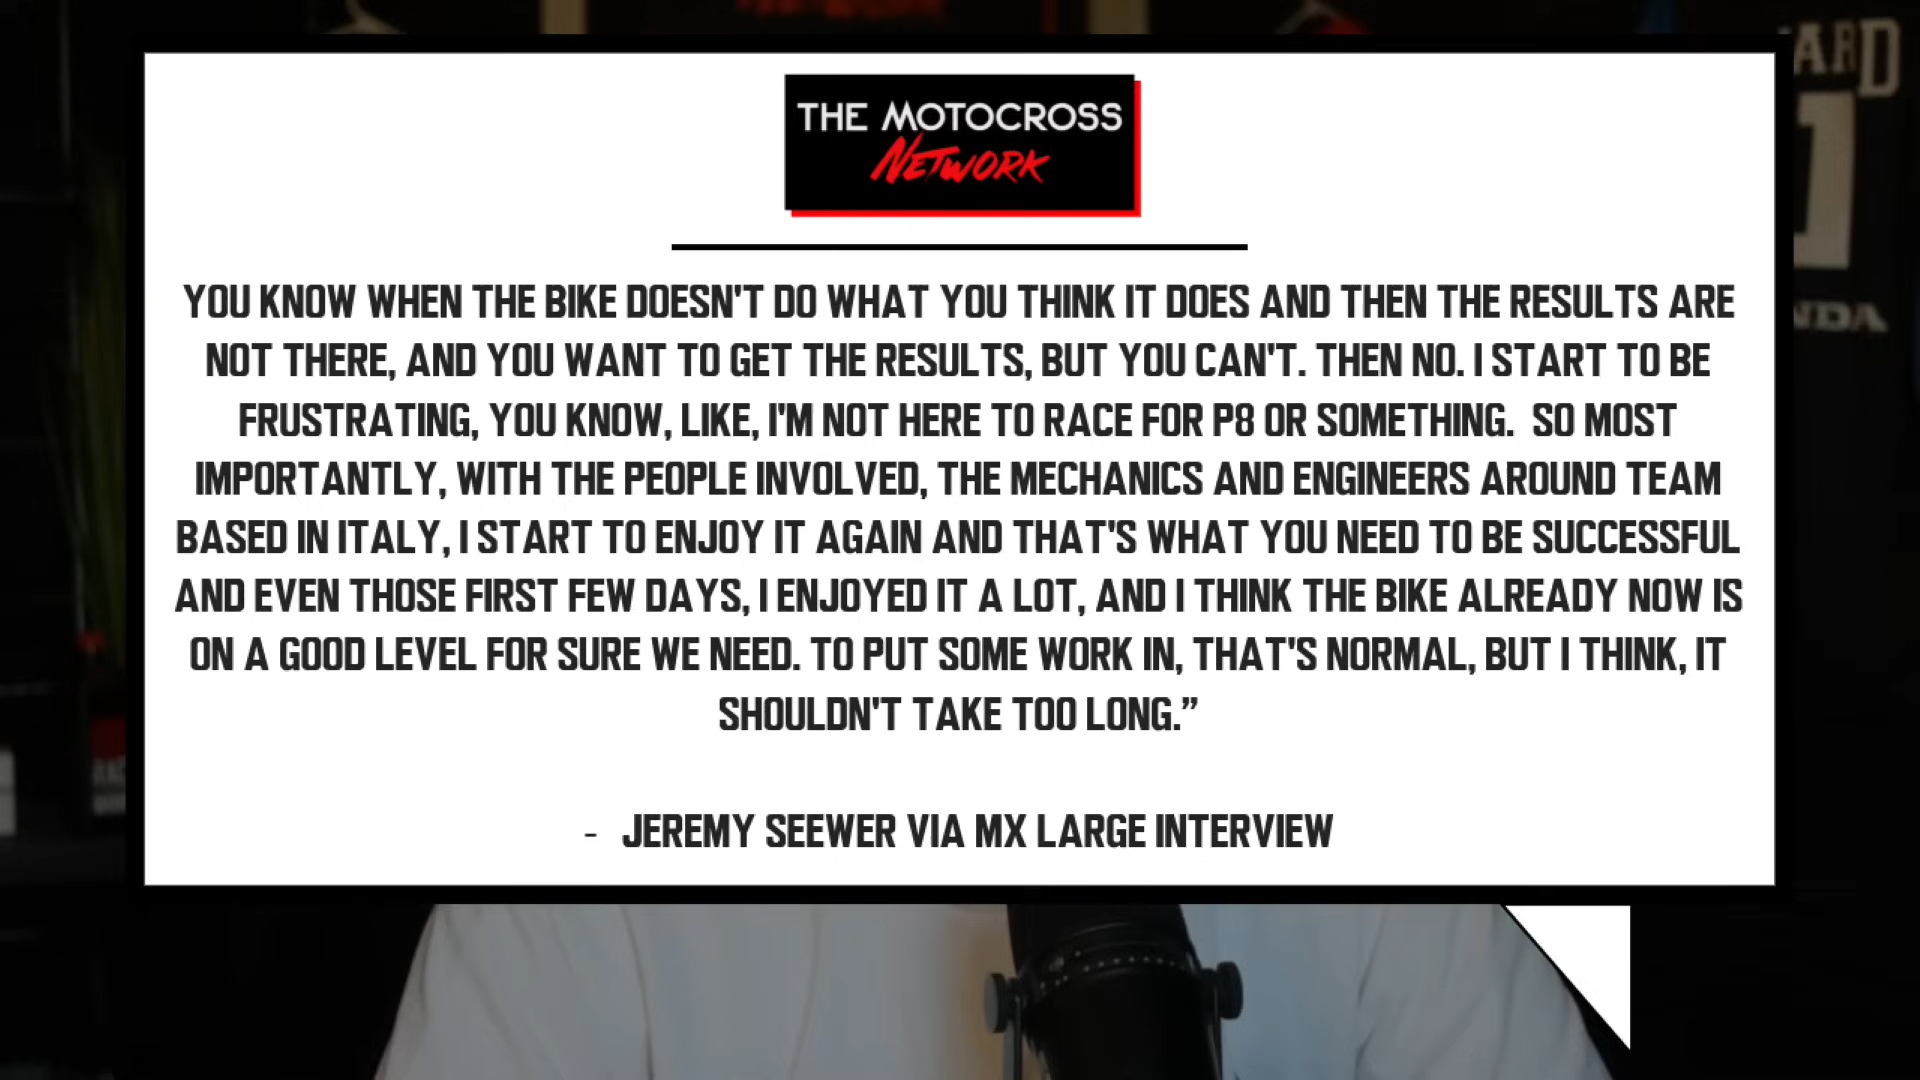 THE MOTOCROSS
NETWORK
YOU KNOW WHEN THE BIKE DOESN'T DO WHAT YOU THINK IT DOES AND THEN THE RESULTS ARE
NOT THERE, AND YOU WANT TO GET THE RESULTS, BUT YOU CAN'T. THEN NO. I START TO BE
FRUSTRATING, YOU KNOW, LIKE, I'M NOT HERE TO RACE FOR P8 OR SOMETHING. SO MOST
IMPORTANTLY, WITH THE PEOPLE INVOLVED, THE MECHANICS AND ENGINEERS AROUND TEAM
BASED IN ITALY, I START TO ENJOY IT AGAIN AND THAT'S WHAT YOU NEED TO BE SUCCESSFUL
AND EVEN THOSE FIRST FEW DAYS, I ENJOYED IT A LOT, AND I THINK THE BIKE ALREADY NOW IS
ON A GOOD LEVEL FOR SURE WE NEED. TO PUT SOME WORK IN, THAT'S NORMAL, BUT I THINK, IT
SHOULDN'T TAKE TOO LONG.”
- JEREMY SEEWER VIA MX LARGE INTERVIEW
ARD
1
NDA